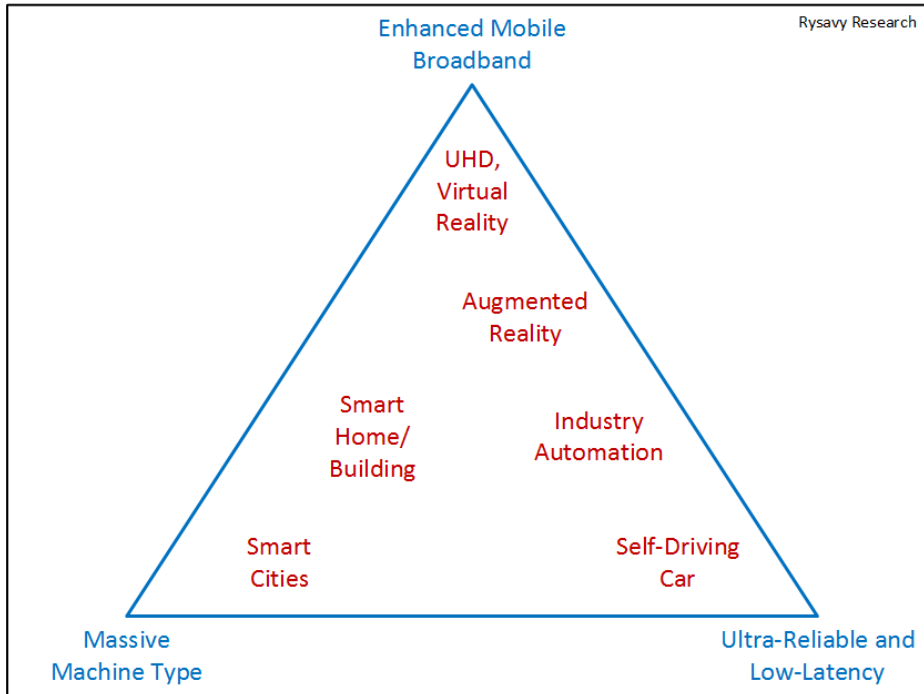 Rysavy Research
Enhanced Mobile
Broadband
UHD,
Virtual
Reality
Augmented
Reality
Smart
Home/
Building
Industry
Automation
Smart
Cities
Self-Driving
Car
Massive
Machine Type
Ultra-Reliable and
Low-Latency